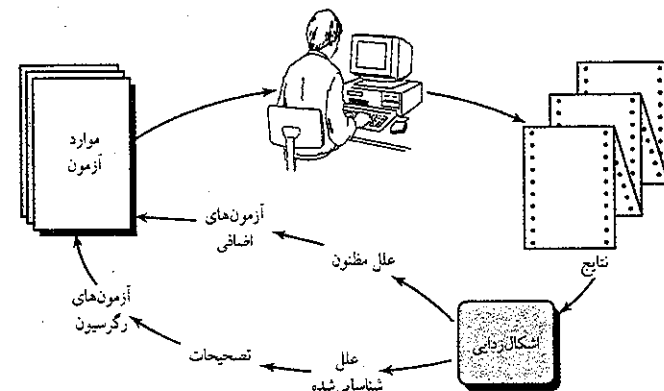 موارد
آزمون
نتایج
آزمون‌های
اضافی
علل مظنون
اشکال‌زدایی
آزمون‌های
رگرسیون
تصحیحات
علل
شناسایی شده